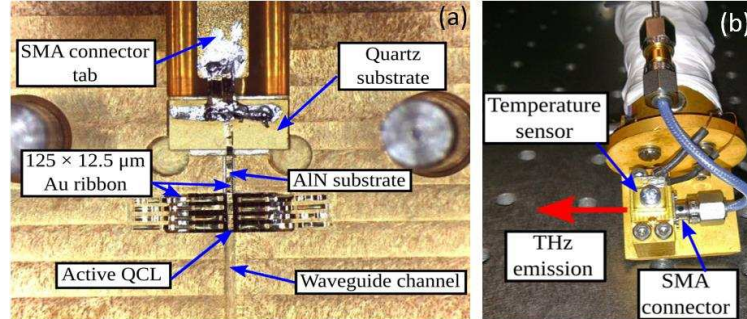 (a)
SMA connector
tab
Quartz
substrate
125 × 12.5 μm
Au ribbon
AlN substrate
Active QCL
Waveguide channel
(b)
Temperature
sensor
THz
emission
SMA
connector